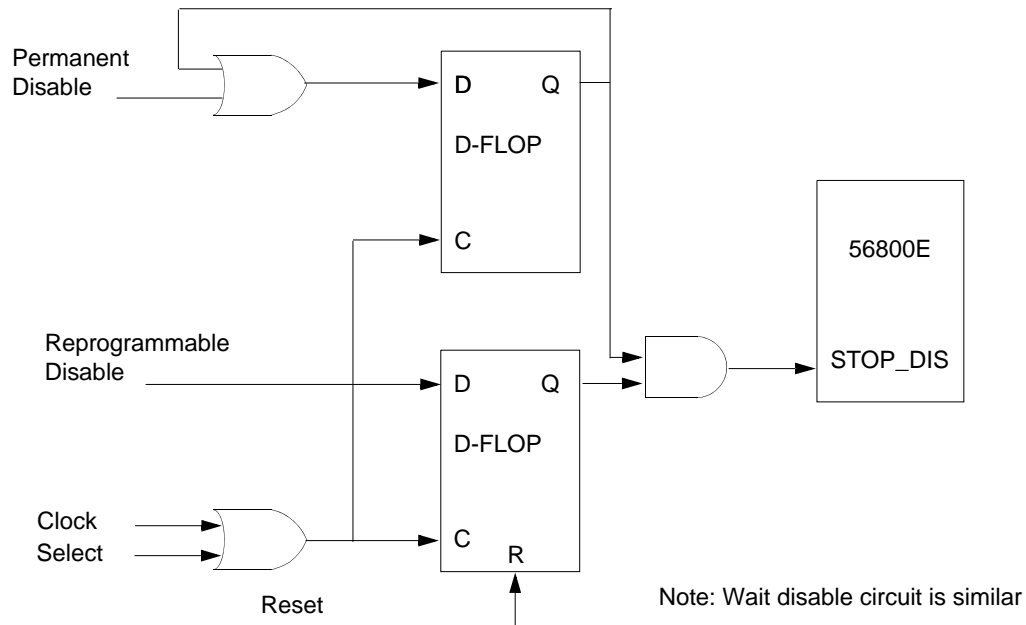 Permanent
Disable
D
Q
D-FLOP
C
56800E
STOP_DIS
Reprogrammable
Disable
D
Q
D-FLOP
C
R
Clock
Select
Reset
Note: Wait disable circuit is similar